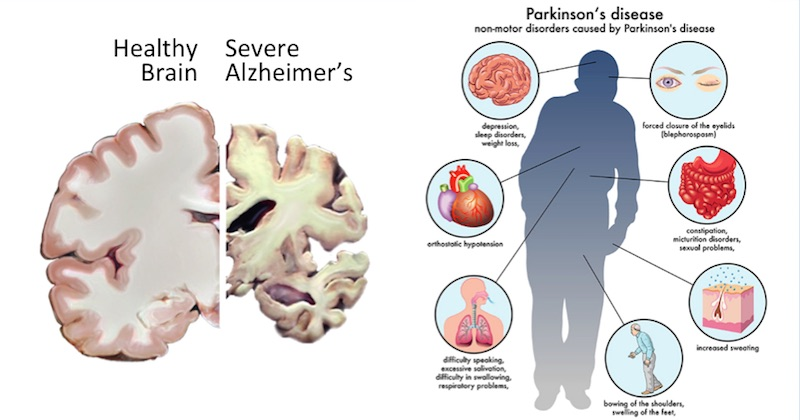 Healthy Brain
Severe Alzheimer's
Parkinson's disease
non-motor disorders caused by Parkinson's disease
depression,
sleep disorders,
weight loss,
forced closure of the eyelids
(blephorospasm)
orthostatic hypotension
constipation,
micturition disorders,
sexual problems,
difficulty speaking,
excessive salivation,
difficulty in swallowing,
respiratory problems,
increased sweating
bowing of the shoulders,
swelling of the feet,